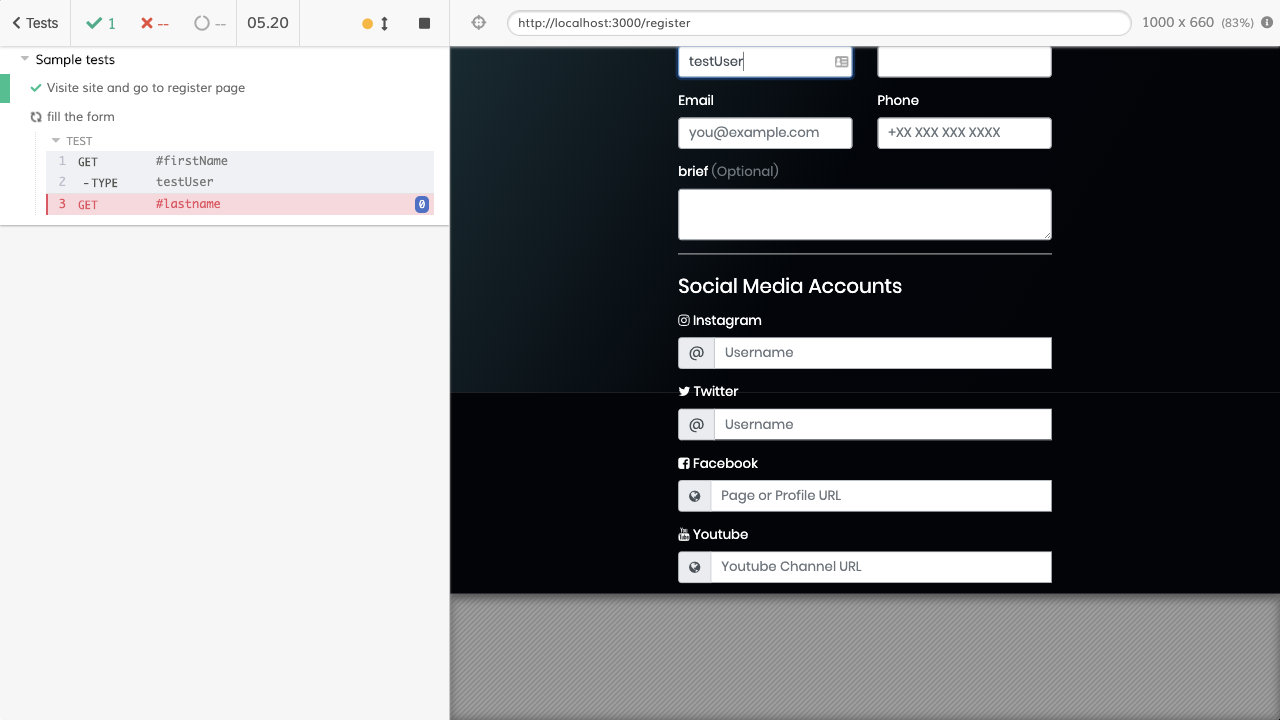 Tests
1
--
--
05.20
http://localhost:3000/register
1000 x 660 (83%)
Sample tests
Visite site and go to register page
fill the form
TEST
1 GET #firstName
2 -TYPE testUser
3 GET #lastname 0
testUser
Email Phone
you@example.com +XX XXX XXX XXXX
brief (Optional)
Social Media Accounts
Instagram
@ Username
Twitter
@ Username
Facebook
Page or Profile URL
Youtube
Youtube Channel URL